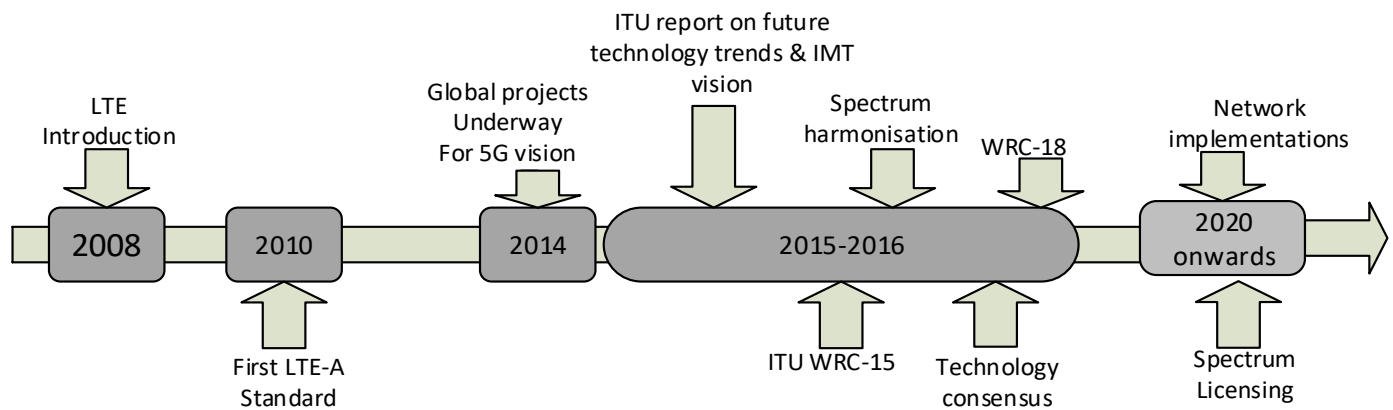 ITU report on future
technology trends & IMT
vision
LTE
Introduction
Global projects
Underway
For 5G vision
Spectrum
harmonisation
WRC-18
Network
implementations
2008
2010
2014
2015-2016
2020
onwards
First LTE-A
Standard
ITU WRC-15
Technology
consensus
Spectrum
Licensing